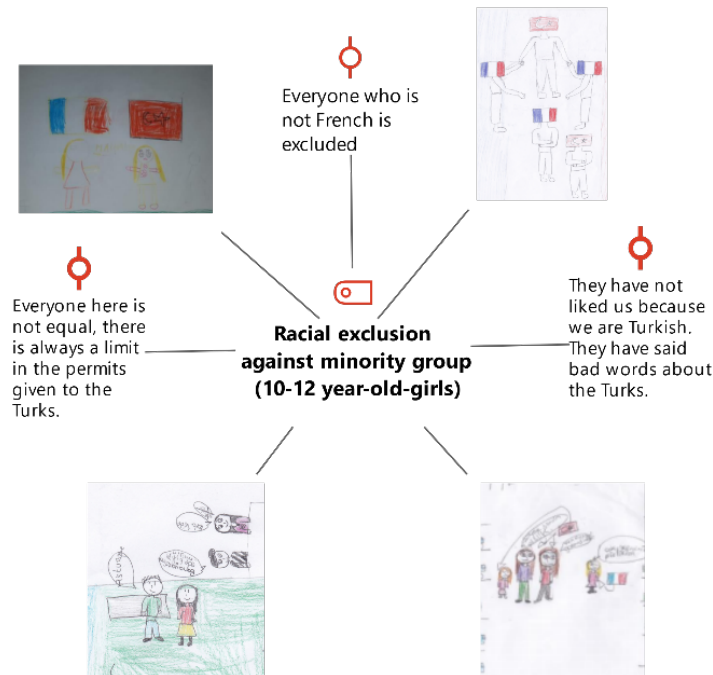 Everyone who is
not French is
excluded
Everyone here is
not equal, there
is always a limit
in the permits
given to the
Turks.
Racial exclusion
against minority group
(10-12 year-old-girls)
They have not
liked us because
we are Turkish.
They have said
bad words about
the Turks.